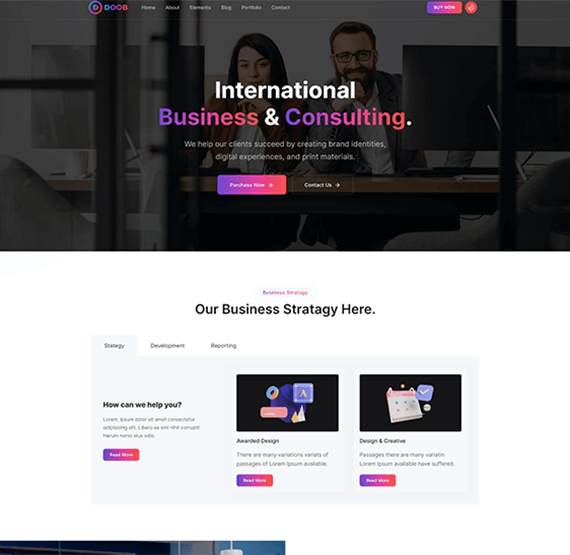 DOOB
Home About Elements Blog Portfolio Contact
BUY NOW
International
Business & Consulting.
We help our clients succeed by creating brand identities,
digital experiences, and print materials.
Purchase Now →
Contact Us →
Business Stratagy
Our Business Stratagy Here.
Stategy Development Reporting
How can we help you?
Lorem, ipsum dolor sit amet consectetur
adipisicing elit. Libero sa nih corrupti!
Harum nomo eius odio,
Read More
Awarded Design
There are many variations variats of
passages of Lorem Ipsum available.
Read More
Design & Creative
Passages there are many variatin
Lorem Ipsum available have suffered.
Read More